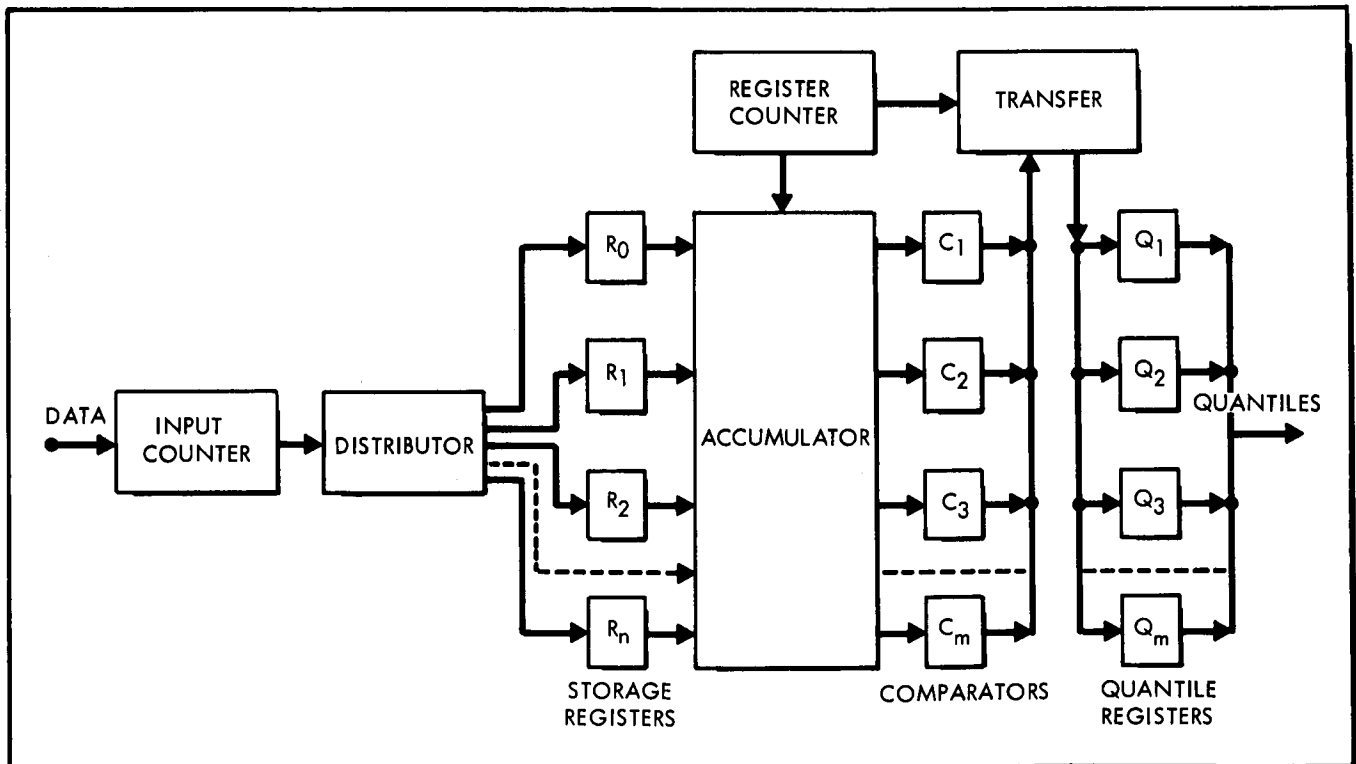 REGISTER
COUNTER
TRANSFER
R0
C1
Q1
R1
C2
Q2
DATA
INPUT
COUNTER
DISTRIBUTOR
ACCUMULATOR
QUANTILES
R2
C3
Q3
Rn
Cm
Qm
STORAGE
REGISTERS
COMPARATORS
QUANTILE
REGISTERS